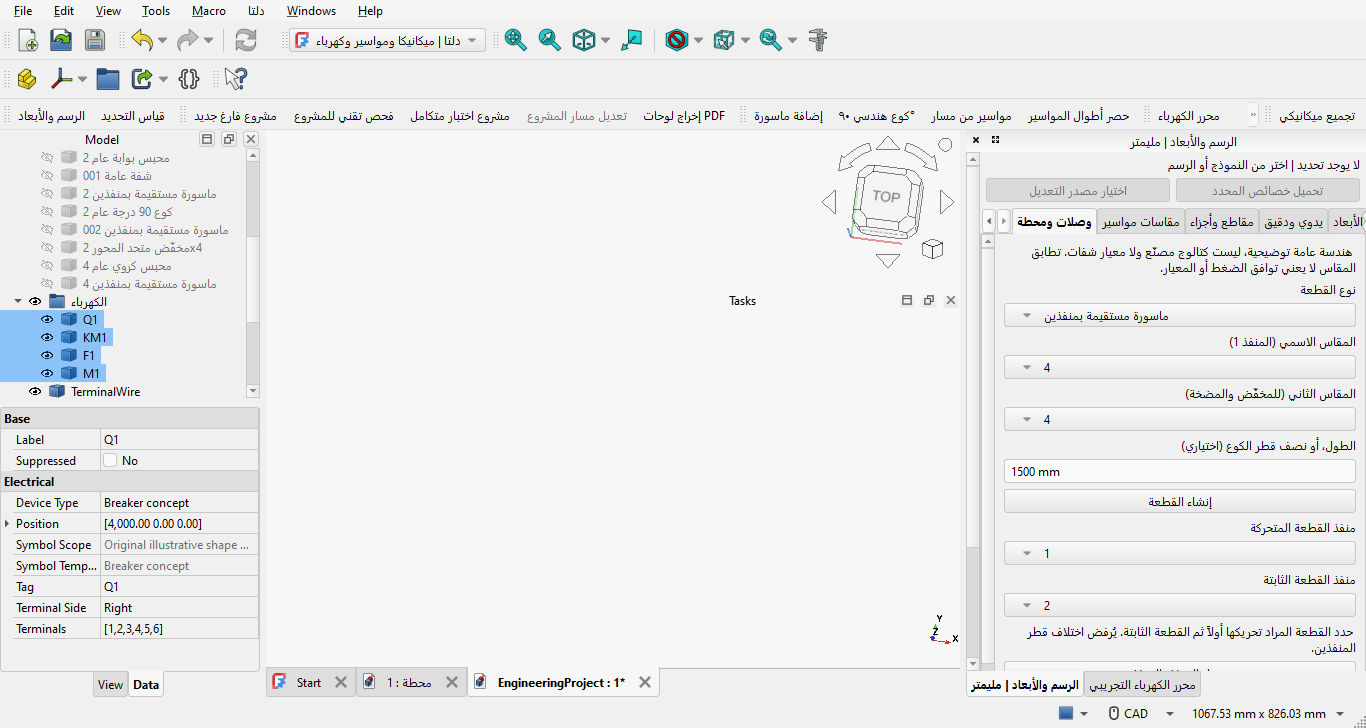 File Edit View Tools Macro دلتا Windows Help
دلتا | ميكانيكا ومواسير وكهرباء
الرسم والأبعاد
قياس التحديد
مشروع فارغ جديد
فحص تقني للمشروع
مشروع اختبار متكامل
تعديل مسار المشروع
إخراج لوحات PDF
إضافة ماسورة
كوع هندسي ٩٠°
مواسير من مسار
حصر أطوال المواسير
محرر الكهرباء
»
تجميع ميكانيكي
Model
محبس بوابة عام 2
شفة عامة 001
ماسورة مستقيمة بمنفذين 2
كوع 90 درجة عام 2
ماسورة مستقيمة بمنفذين 002
مخفّض متحد المحور 2x4
محبس كروي عام 4
ماسورة مستقيمة بمنفذين 4
الكهرباء
Q1
KM1
F1
M1
TerminalWire
Base
Label Q1
Suppressed No
Electrical
Device Type Breaker concept
Position [4,000.00 0.00 0.00]
Symbol Scope Original illustrative shape ...
Symbol Temp... Breaker concept
Tag Q1
Terminal Side Right
Terminals [1,2,3,4,5,6]
View Data
TOP
Tasks
Y
Z
X
Start
محطة : 1
EngineeringProject : 1*
الرسم والأبعاد | مليمتر
لا يوجد تحديد | اختر من النموذج أو الرسم
اختيار مصدر التعديل
تحميل خصائص المحدد
وصلات ومحطة
مقاسات مواسير
مقاطع وأجزاء
يدوي ودقيق
الأبعاد
هندسة عامة توضيحية، ليست كتالوج مصنّع ولا معيار شفات. تطابق
المقاس لا يعني توافق الضغط أو المعيار.
نوع القطعة
ماسورة مستقيمة بمنفذين
المقاس الاسمي (المنفذ 1)
4
المقاس الثاني (للمخفّض والمضخة)
4
الطول، أو نصف قطر الكوع (اختياري)
1500 mm
إنشاء القطعة
منفذ القطعة المتحركة
1
منفذ القطعة الثابتة
2
حدد القطعة المراد تحريكها أولاً ثم القطعة الثابتة. يُرفض اختلاف قطر
المنفذين.
الرسم والأبعاد | مليمتر
محرر الكهرباء التجريبي
CAD
1067.53 mm x 826.03 mm